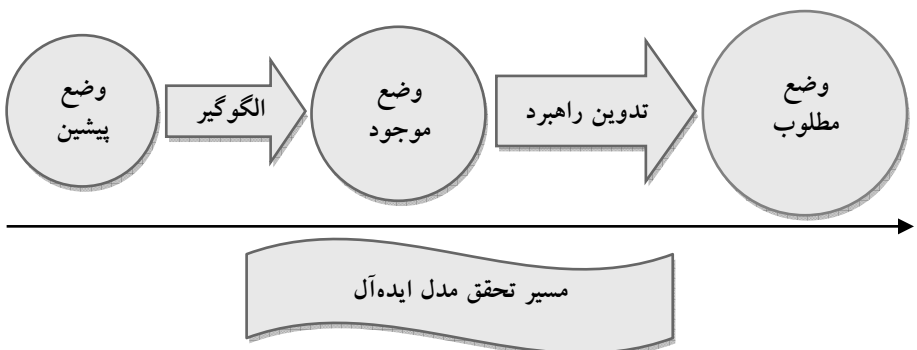 وضع
پیشین
الگوگیر
وضع
موجود
تدوین راهبرد
وضع
مطلوب
مسیر تحقق مدل ایده‌آل